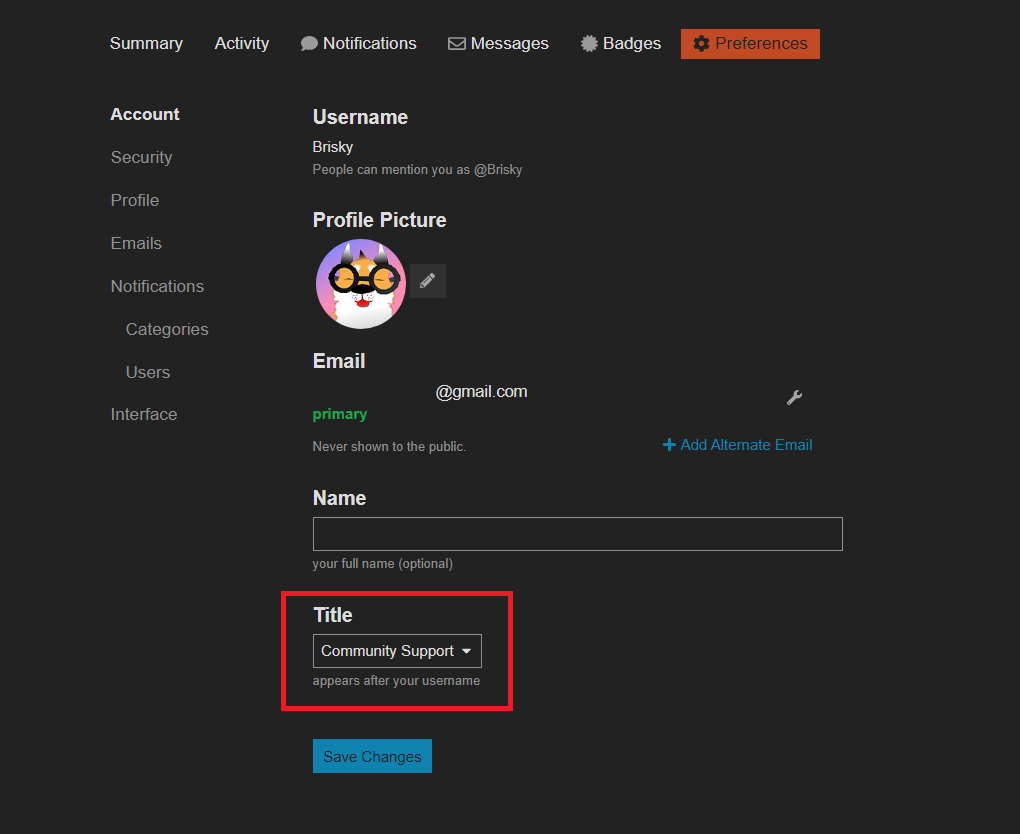 Summary Activity Notifications Messages Badges Preferences
Account
Security
Profile
Emails
Notifications
Categories
Users
Interface
Username
Brisky
People can mention you as @Brisky
Profile Picture
Email
@gmail.com
primary
Never shown to the public.
Add Alternate Email
Name
your full name (optional)
Title
Community Support
appears after your username
Save Changes